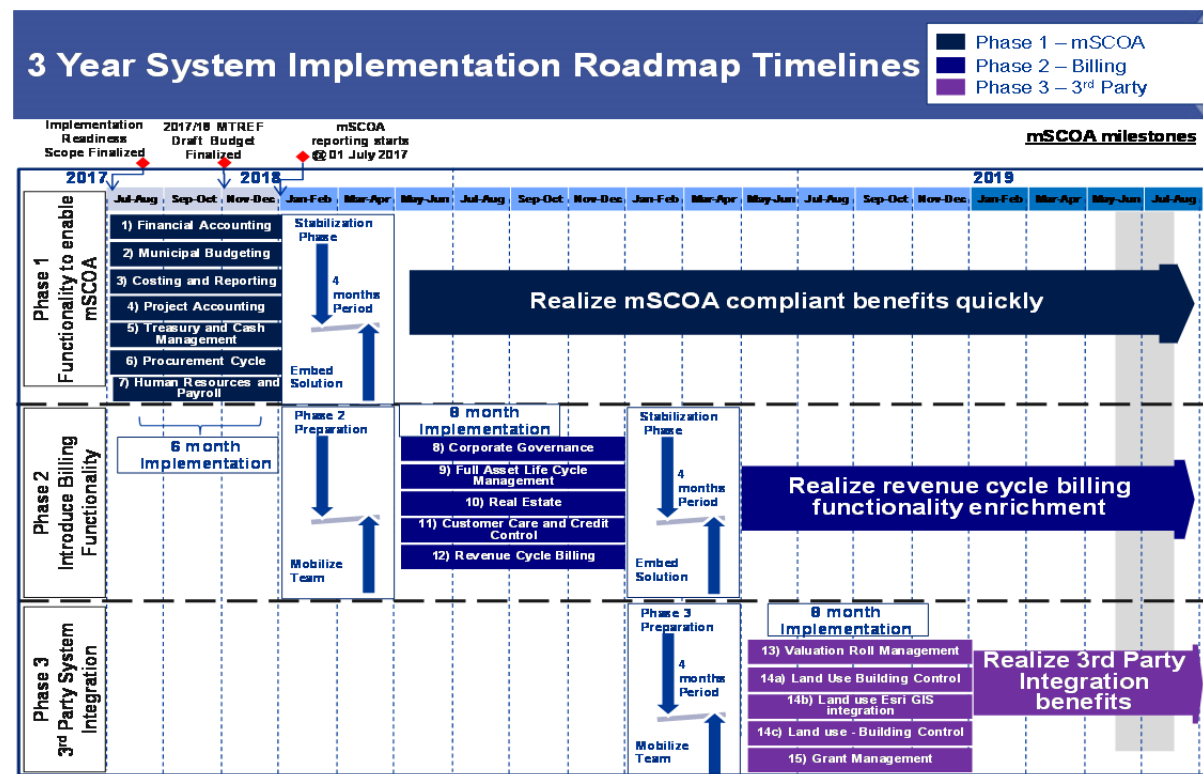 3 Year System Implementation Roadmap Timelines
Phase 1 – mSCOA
Phase 2 – Billing
Phase 3 – 3rd Party
Implementation
Readiness
Scope Finalized
2017/18 MTREF
Draft Budget
Finalized
mSCOA
reporting starts
@ 01 July 2017
mSCOA milestones
2017
2018
2019
Jul-Aug
Sep-Oct
Nov-Dec
Jan-Feb
Mar-Apr
May-Jun
Jul-Aug
Sep-Oct
Nov-Dec
Jan-Feb
Mar-Apr
May-Jun
Jul-Aug
Sep-Oct
Nov-Dec
Jan-Feb
Mar-Apr
May-Jun
Jul-Aug
Phase 1
Functionality to enable
mSCOA
1) Financial Accounting
2) Municipal Budgeting
3) Costing and Reporting
4) Project Accounting
5) Treasury and Cash
Management
6) Procurement Cycle
7) Human Resources and
Payroll
Stabilization
Phase
4
months
Period
Embed
Solution
Realize mSCOA compliant benefits quickly
6 month
Implementation
Phase 2
Introduce Billing
Functionality
Phase 2
Preparation
Mobilize
Team
8 month
Implementation
8) Corporate Governance
9) Full Asset Life Cycle
Management
10) Real Estate
11) Customer Care and Credit
Control
12) Revenue Cycle Billing
Stabilization
Phase
4
months
Period
Embed
Solution
Realize revenue cycle billing
functionality enrichment
Phase 3
3rd Party System
Integration
Phase 3
Preparation
4
months
Period
Mobilize
Team
8 month
Implementation
13) Valuation Roll Management
14a) Land Use Building Control
14b) Land use Esri GIS
integration
14c) Land use - Building Control
15) Grant Management
Realize 3rd Party
Integration
benefits